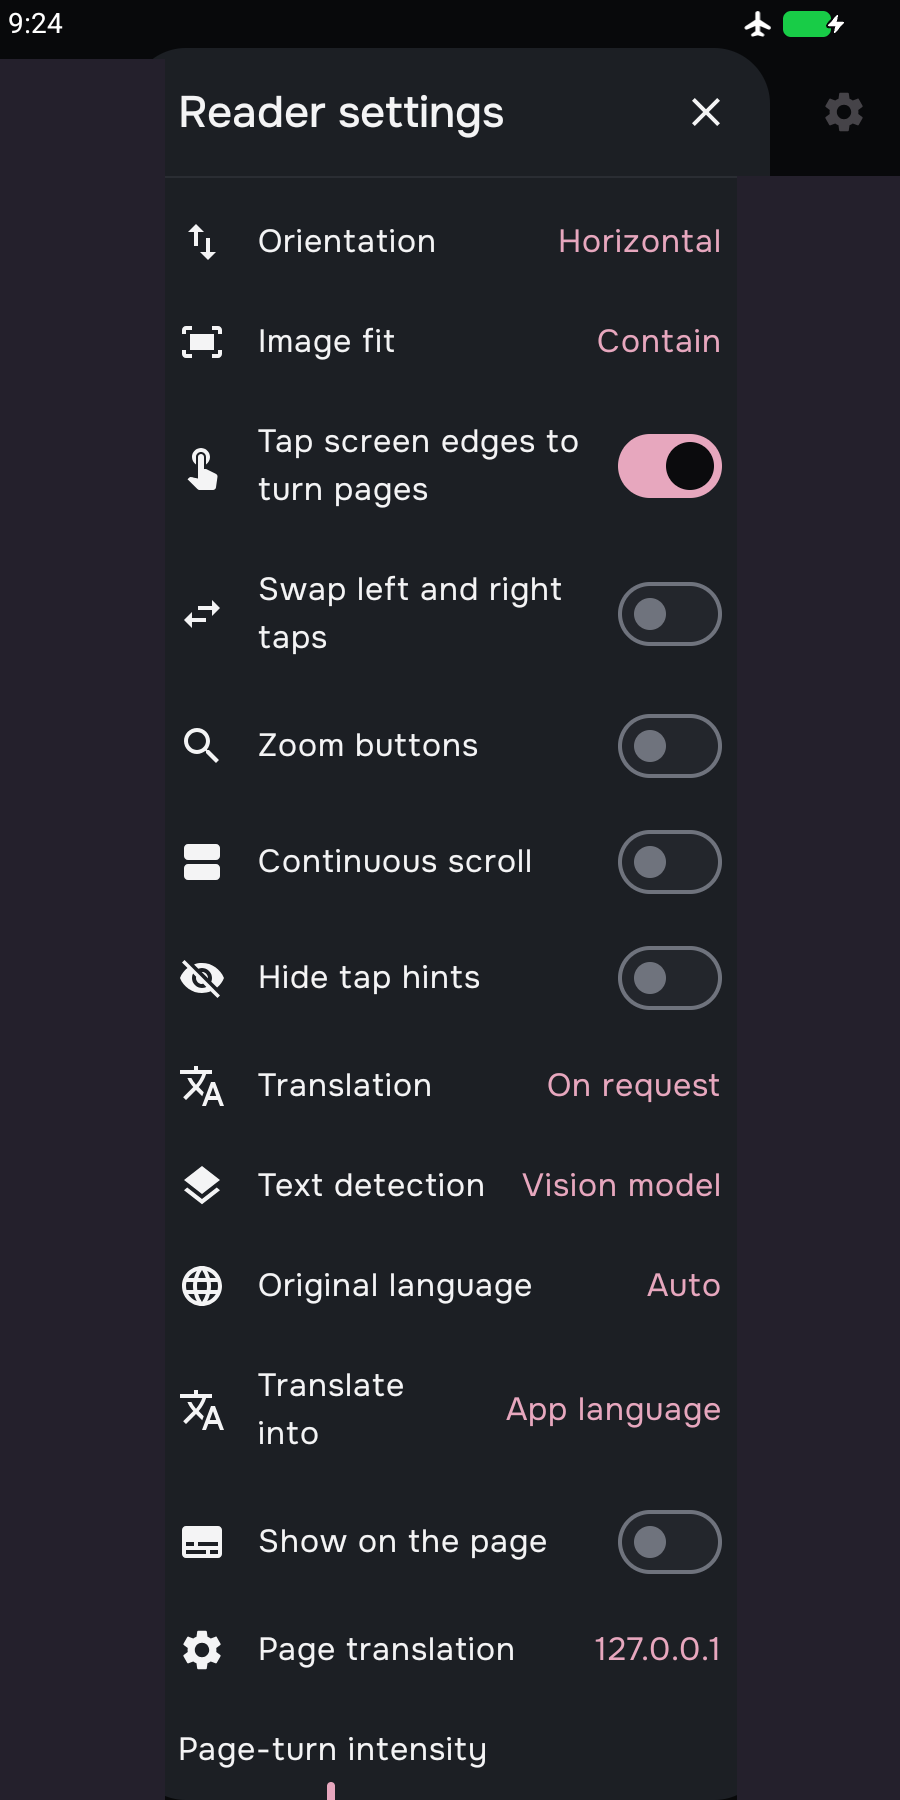 9:24
Reader settings
Orientation
Horizontal
Image fit
Contain
Tap screen edges to
turn pages
Swap left and right
taps
Zoom buttons
Continuous scroll
Hide tap hints
Translation
On request
Text detection
Vision model
Original language
Auto
Translate
into
App language
Show on the page
Page translation
127.0.0.1
Page-turn intensity